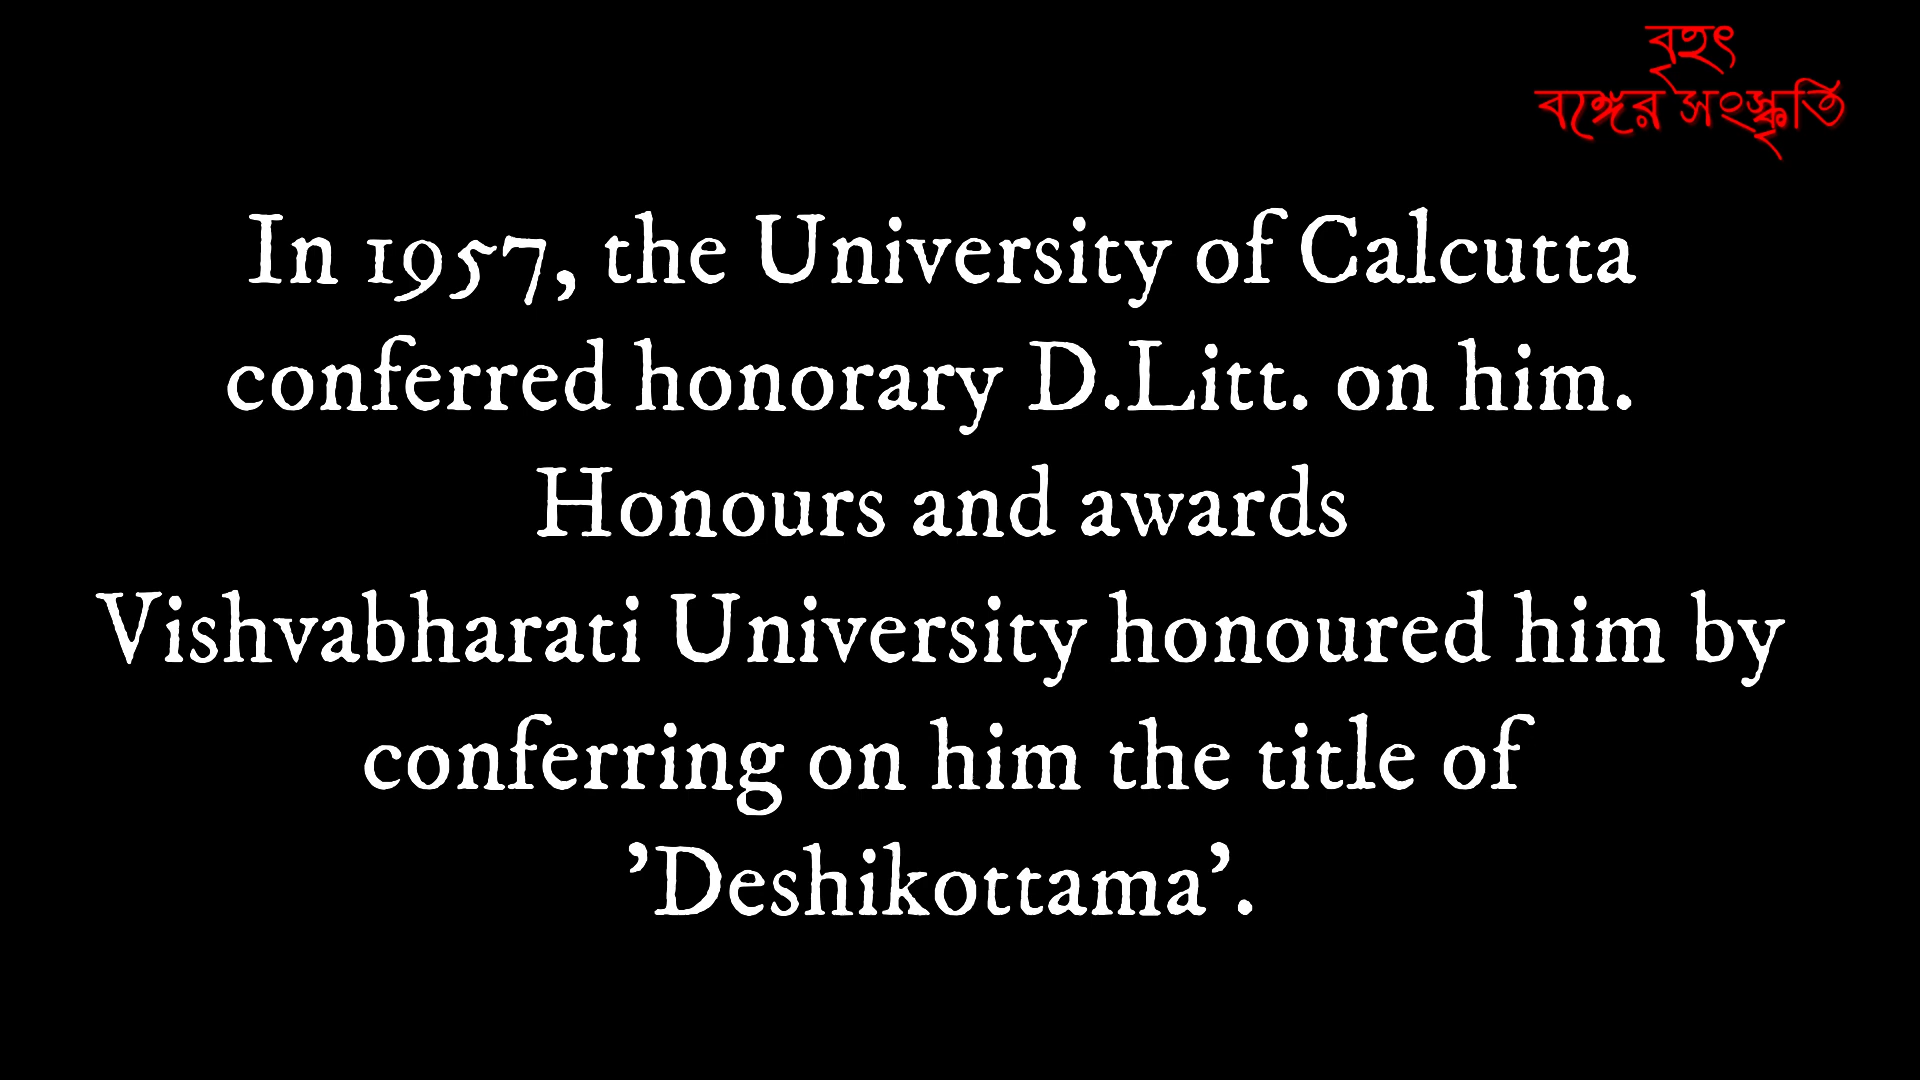 বৃহৎ
বঙ্গের সংস্কৃতি
In 1957, the University of Calcutta
conferred honorary D.Litt. on him.
Honours and awards
Vishvabharati University honoured him by
conferring on him the title of
’Deshikottama’.